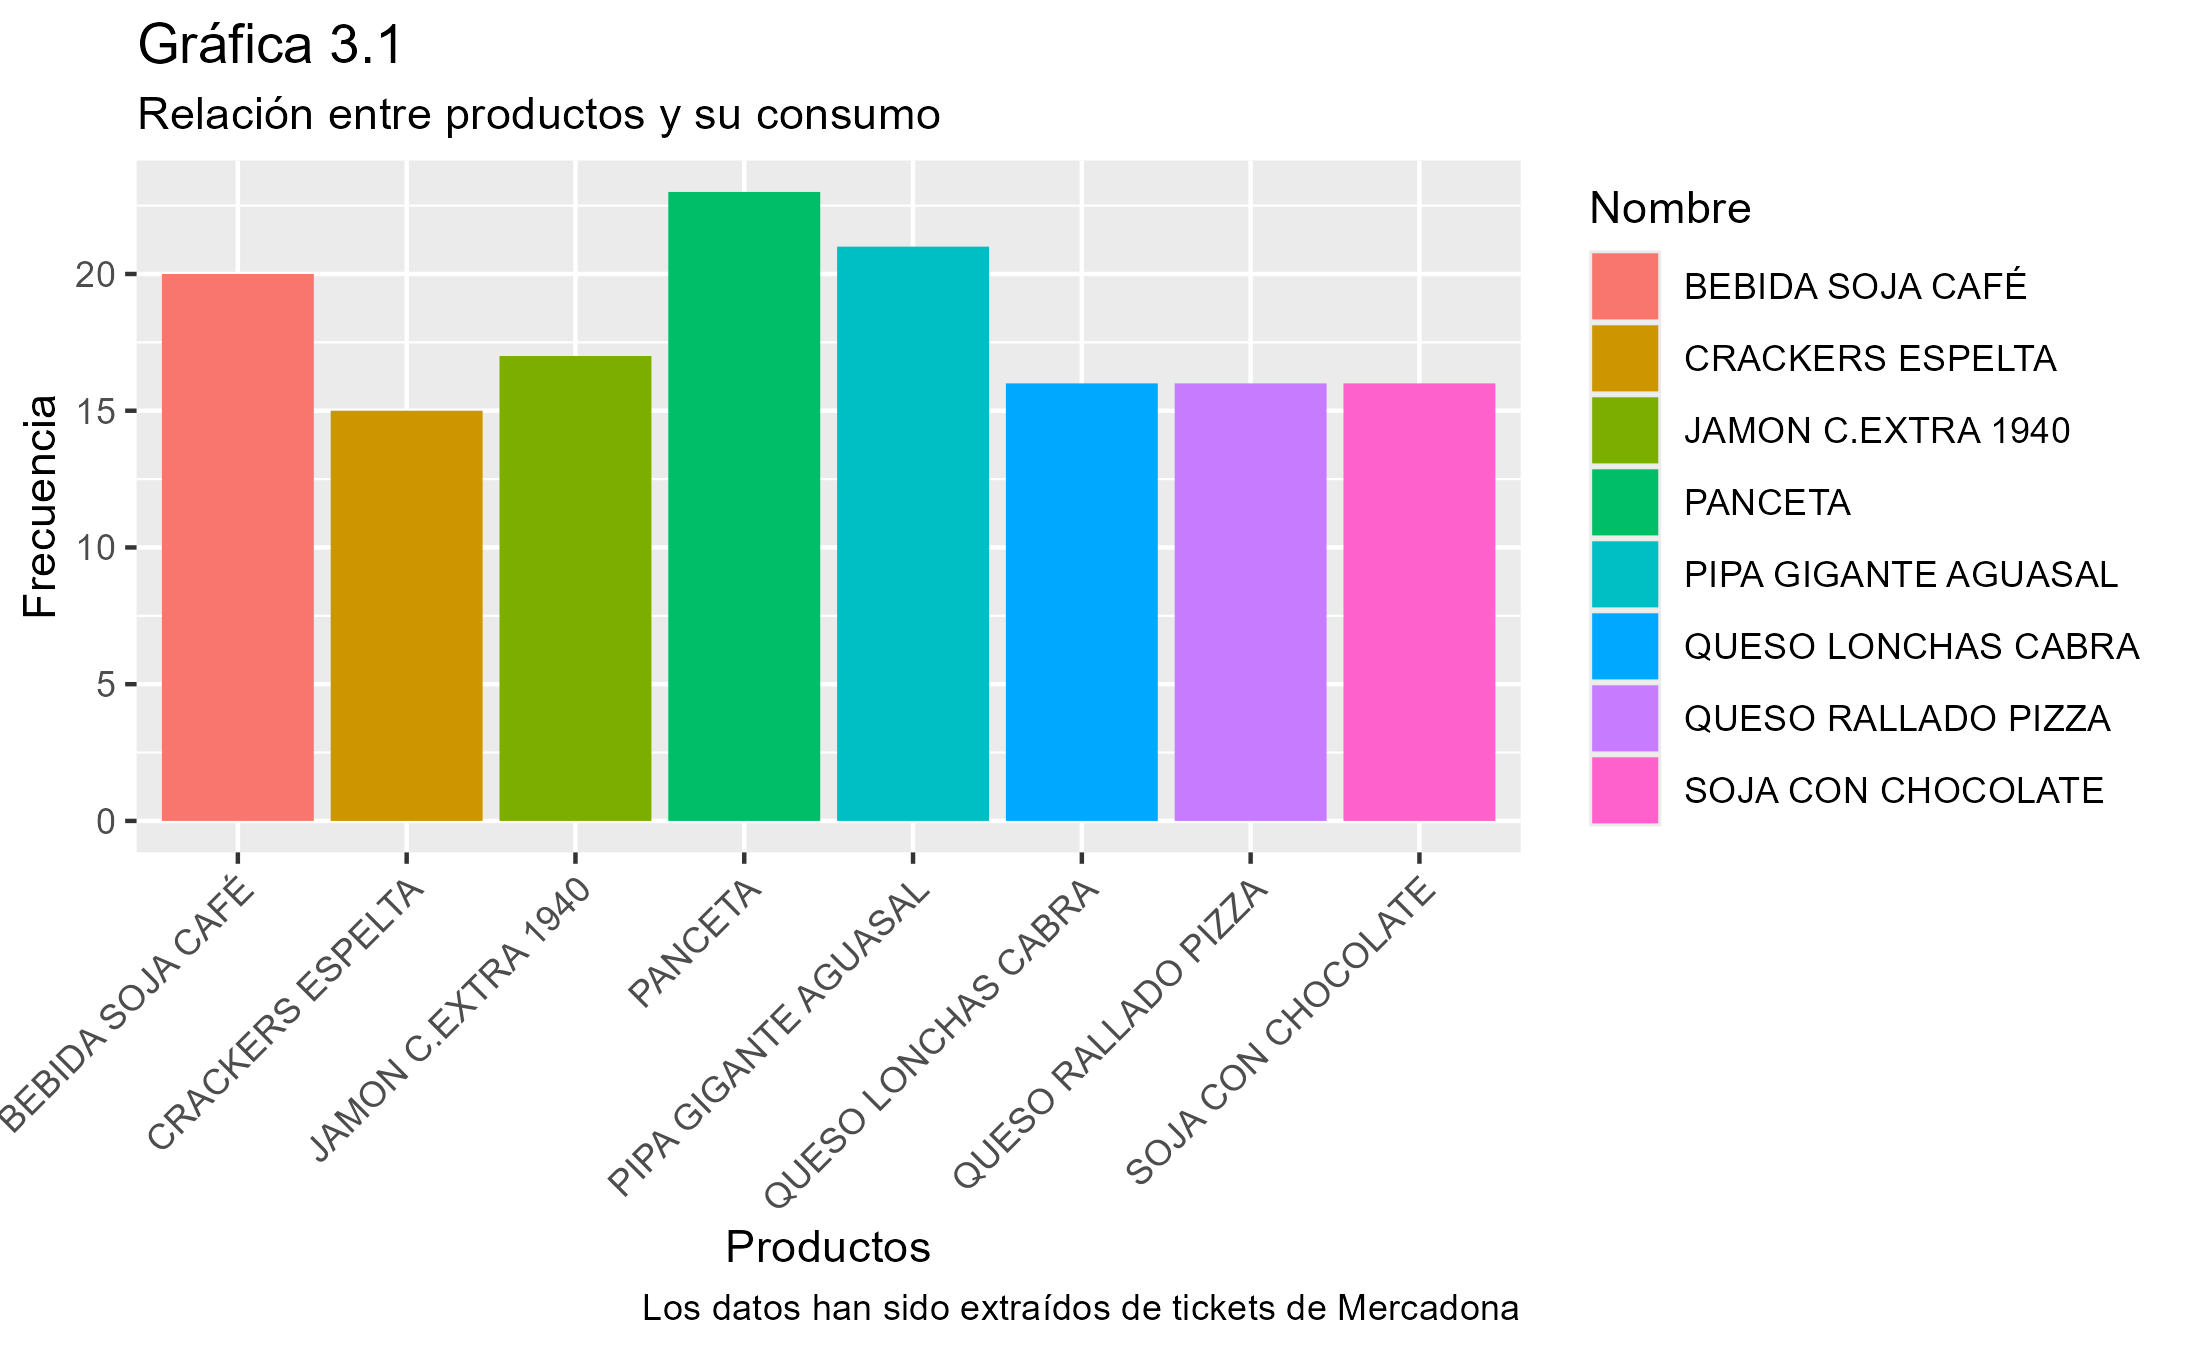 Gráfica 3.1
Relación entre productos y su consumo
Frecuencia
20
15
10
5
0
BEBIDA SOJA CAFÉ
CRACKERS ESPELTA
JAMON C.EXTRA 1940
PANCETA
PIPA GIGANTE AGUASAL
QUESO LONCHAS CABRA
QUESO RALLADO PIZZA
SOJA CON CHOCOLATE
Productos
Los datos han sido extraídos de tickets de Mercadona
Nombre
BEBIDA SOJA CAFÉ
CRACKERS ESPELTA
JAMON C.EXTRA 1940
PANCETA
PIPA GIGANTE AGUASAL
QUESO LONCHAS CABRA
QUESO RALLADO PIZZA
SOJA CON CHOCOLATE